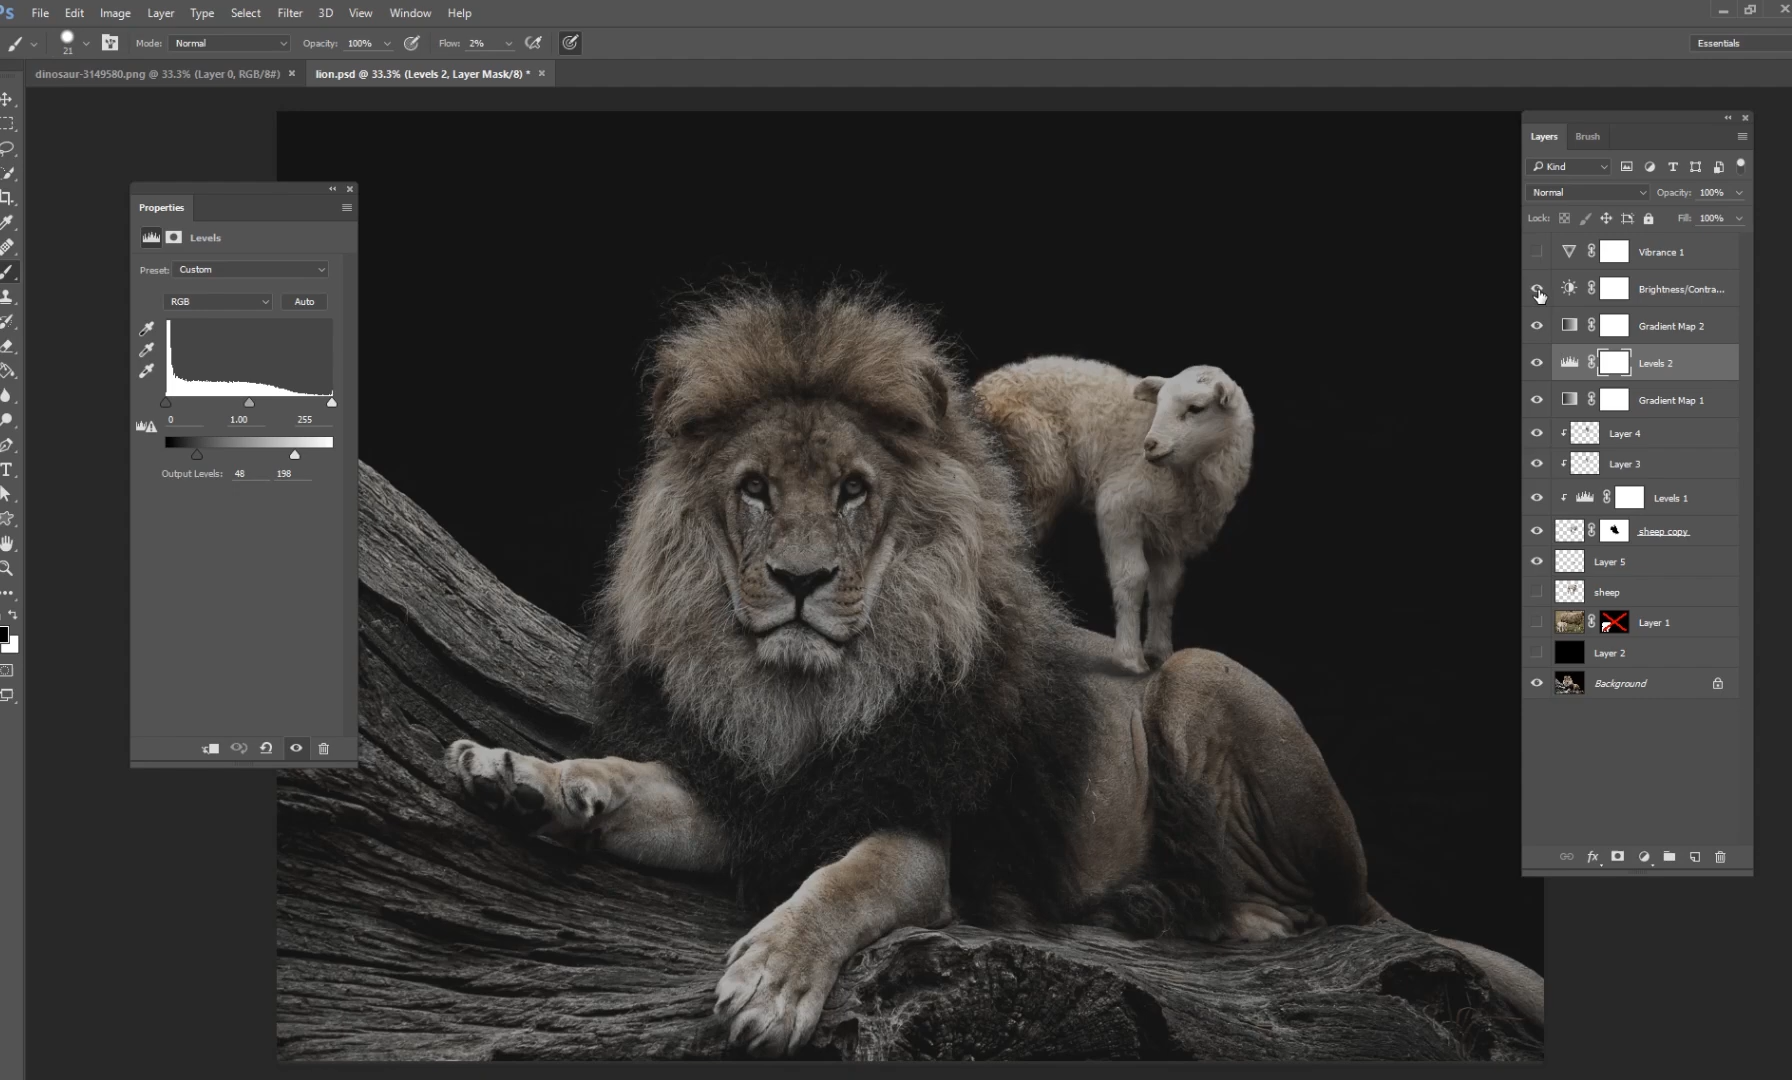 PS File Edit Image Layer Type Select Filter 3D View Window Help
21 Mode: Normal Opacity: 100% Flow: 2% Essentials
dinosaur-3149580.png @ 33.3% (Layer 0, RGB/8#) × lion.psd @ 33.3% (Levels 2, Layer Mask/8) * ×
Properties
Levels
Preset: Custom
RGB Auto
0 1.00 255
Output Levels: 48 198
Layers Brush
Kind
Normal Opacity: 100%
Lock: Fill: 100%
Vibrance 1
Brightness/Contra...
Gradient Map 2
Levels 2
Gradient Map 1
Layer 4
Layer 3
Levels 1
sheep copy
Layer 5
sheep
Layer 1
Layer 2
Background
fx